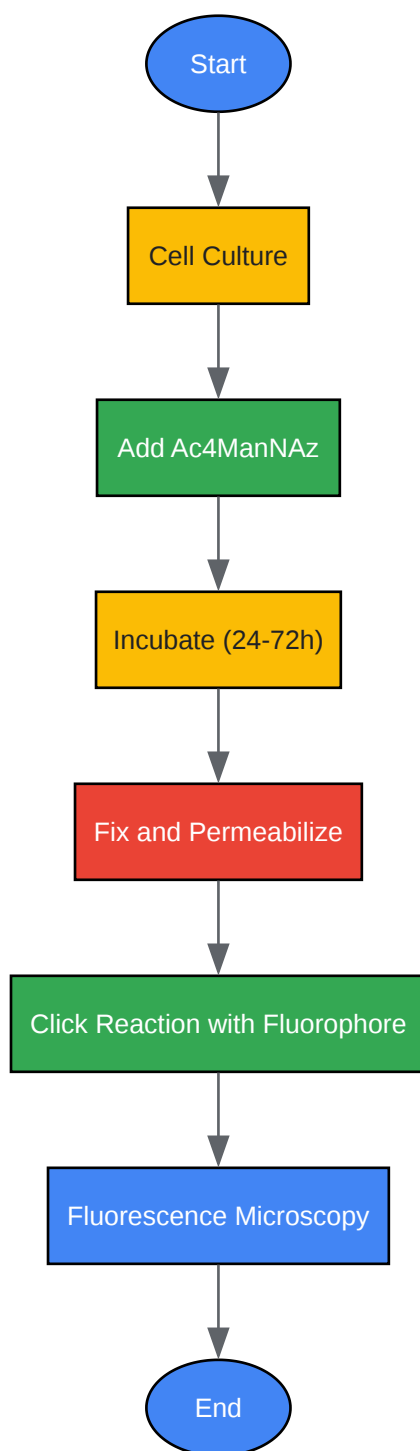 Start
Cell Culture
Add Ac4ManNAz
Incubate (24-72h)
Fix and Permeabilize
Click Reaction with Fluorophore
Fluorescence Microscopy
End